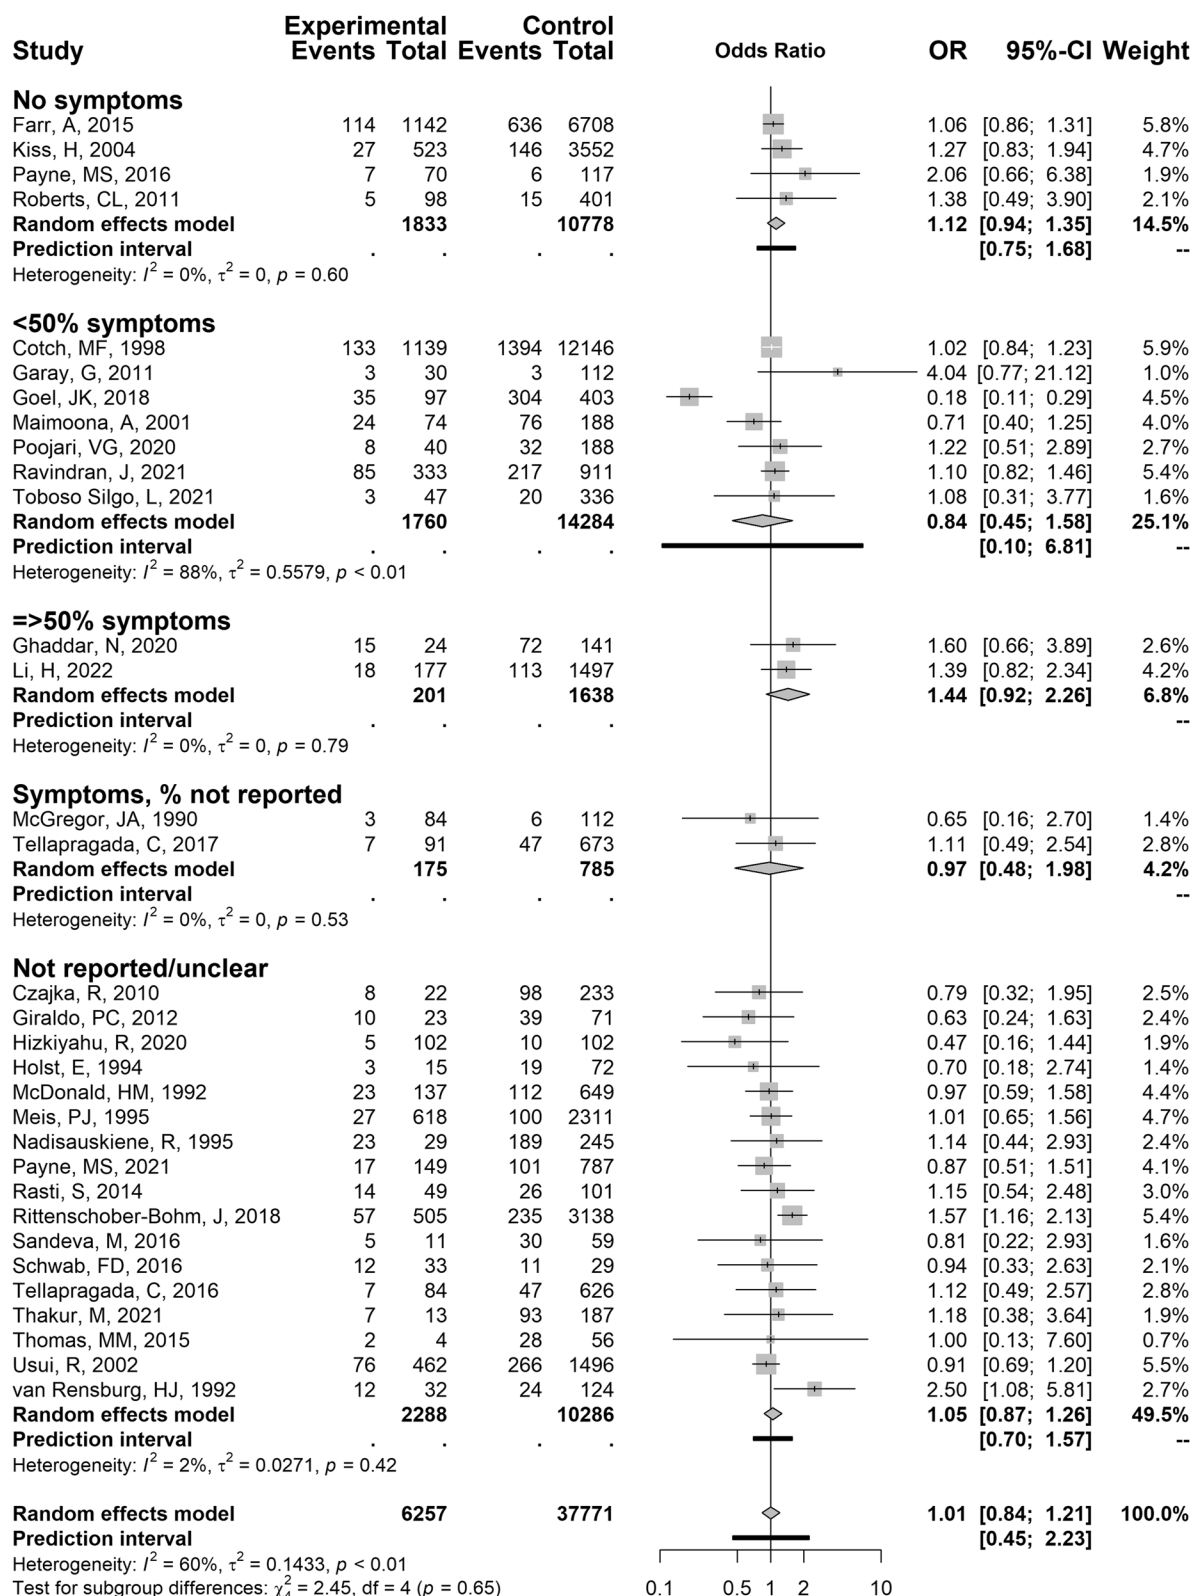 Experimental Control
Study Events Total Events Total Odds Ratio OR 95%-CI Weight
No symptoms
Farr, A, 2015 114 1142 636 6708 1.06 [0.86; 1.31] 5.8%
Kiss, H, 2004 27 523 146 3552 1.27 [0.83; 1.94] 4.7%
Payne, MS, 2016 7 70 6 117 2.06 [0.66; 6.38] 1.9%
Roberts, CL, 2011 5 98 15 401 1.38 [0.49; 3.90] 2.1%
Random effects model 1833 10778 1.12 [0.94; 1.35] 14.5%
Prediction interval . . . . [0.75; 1.68] --
Heterogeneity: I² = 0%, τ² = 0, p = 0.60
<50% symptoms
Cotch, MF, 1998 133 1139 1394 12146 1.02 [0.84; 1.23] 5.9%
Garay, G, 2011 3 30 3 112 4.04 [0.77; 21.12] 1.0%
Goel, JK, 2018 35 97 304 403 0.18 [0.11; 0.29] 4.5%
Maimoona, A, 2001 24 74 76 188 0.71 [0.40; 1.25] 4.0%
Poojari, VG, 2020 8 40 32 188 1.22 [0.51; 2.89] 2.7%
Ravindran, J, 2021 85 333 217 911 1.10 [0.82; 1.46] 5.4%
Toboso Silgo, L, 2021 3 47 20 336 1.08 [0.31; 3.77] 1.6%
Random effects model 1760 14284 0.84 [0.45; 1.58] 25.1%
Prediction interval . . . . [0.10; 6.81] --
Heterogeneity: I² = 88%, τ² = 0.5579, p < 0.01
=>50% symptoms
Ghaddar, N, 2020 15 24 72 141 1.60 [0.66; 3.89] 2.6%
Li, H, 2022 18 177 113 1497 1.39 [0.82; 2.34] 4.2%
Random effects model 201 1638 1.44 [0.92; 2.26] 6.8%
Prediction interval . . . . --
Heterogeneity: I² = 0%, τ² = 0, p = 0.79
Symptoms, % not reported
McGregor, JA, 1990 3 84 6 112 0.65 [0.16; 2.70] 1.4%
Tellapragada, C, 2017 7 91 47 673 1.11 [0.49; 2.54] 2.8%
Random effects model 175 785 0.97 [0.48; 1.98] 4.2%
Prediction interval . . . . --
Heterogeneity: I² = 0%, τ² = 0, p = 0.53
Not reported/unclear
Czajka, R, 2010 8 22 98 233 0.79 [0.32; 1.95] 2.5%
Giraldo, PC, 2012 10 23 39 71 0.63 [0.24; 1.63] 2.4%
Hizkiyahu, R, 2020 5 102 10 102 0.47 [0.16; 1.44] 1.9%
Holst, E, 1994 3 15 19 72 0.70 [0.18; 2.74] 1.4%
McDonald, HM, 1992 23 137 112 649 0.97 [0.59; 1.58] 4.4%
Meis, PJ, 1995 27 618 100 2311 1.01 [0.65; 1.56] 4.7%
Nadisauskiene, R, 1995 23 29 189 245 1.14 [0.44; 2.93] 2.4%
Payne, MS, 2021 17 149 101 787 0.87 [0.51; 1.51] 4.1%
Rasti, S, 2014 14 49 26 101 1.15 [0.54; 2.48] 3.0%
Rittenschober-Bohm, J, 2018 57 505 235 3138 1.57 [1.16; 2.13] 5.4%
Sandeva, M, 2016 5 11 30 59 0.81 [0.22; 2.93] 1.6%
Schwab, FD, 2016 12 33 11 29 0.94 [0.33; 2.63] 2.1%
Tellapragada, C, 2016 7 84 47 626 1.12 [0.49; 2.57] 2.8%
Thakur, M, 2021 7 13 93 187 1.18 [0.38; 3.64] 1.9%
Thomas, MM, 2015 2 4 28 56 1.00 [0.13; 7.60] 0.7%
Usui, R, 2002 76 462 266 1496 0.91 [0.69; 1.20] 5.5%
van Rensburg, HJ, 1992 12 32 24 124 2.50 [1.08; 5.81] 2.7%
Random effects model 2288 10286 1.05 [0.87; 1.26] 49.5%
Prediction interval . . . . [0.70; 1.57] --
Heterogeneity: I² = 2%, τ² = 0.0271, p = 0.42
Random effects model 6257 37771 1.01 [0.84; 1.21] 100.0%
Prediction interval [0.45; 2.23]
Heterogeneity: I² = 60%, τ² = 0.1433, p < 0.01
Test for subgroup differences: χ²₄ = 2.45, df = 4 (p = 0.65)
0.1 0.5 1 2 10